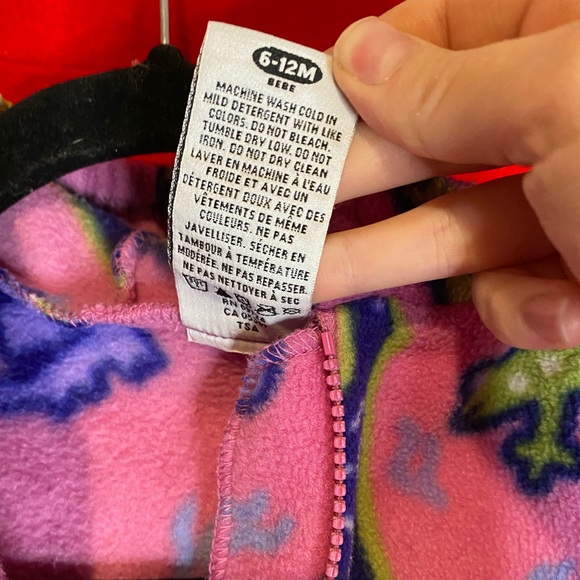 6-12M
BEBE
MACHINE WASH COLD IN
MILD DETERGENT WITH LIKE
COLORS. DO NOT BLEACH.
TUMBLE DRY LOW. DO NOT
IRON. DO NOT DRY CLEAN
LAVER EN MACHINE À L'EAU
FROIDE ET AVEC UN
DÉTERGENT DOUX AVEC DES
VÊTEMENTS DE MÊME
COULEURS. NE PAS
JAVELLISER. SÉCHER EN
TAMBOUR À TEMPÉRATURE
MODÉRÉE. NE PAS REPASSER.
NE PAS NETTOYER À SEC
RN
CA
TSA